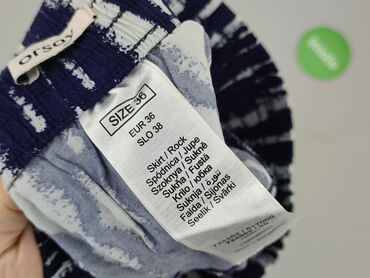 orsay
SIZE 36
EUR 36
SLO 38
Skirt / Rock
Spódnica / Jupe
Szoknya / Sukně
Sukňa / Fustă
Krilo / юбка
Suknja / تنورة
Falda / Sijonas
Seelik / Svārki